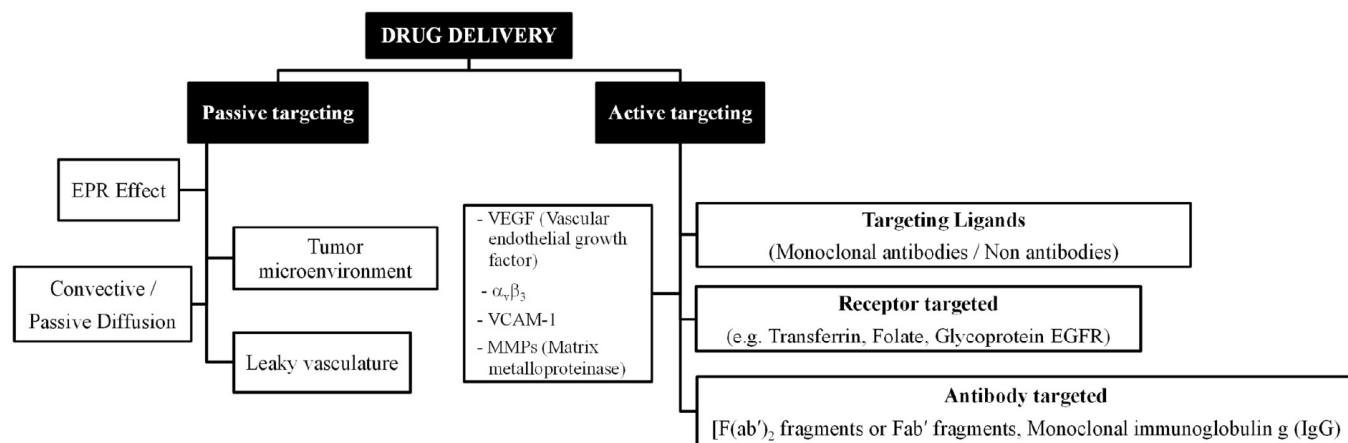 DRUG DELIVERY
Passive targeting
Active targeting
EPR Effect
Tumor
microenvironment
Convective /
Passive Diffusion
Leaky vasculature
- VEGF (Vascular
endothelial growth
factor)
- αvβ3
- VCAM-1
- MMPs (Matrix
metalloproteinase)
Targeting Ligands
(Monoclonal antibodies / Non antibodies)
Receptor targeted
(e.g. Transferrin, Folate, Glycoprotein EGFR)
Antibody targeted
[F(ab′)2 fragments or Fab′ fragments, Monoclonal immunoglobulin g (IgG)